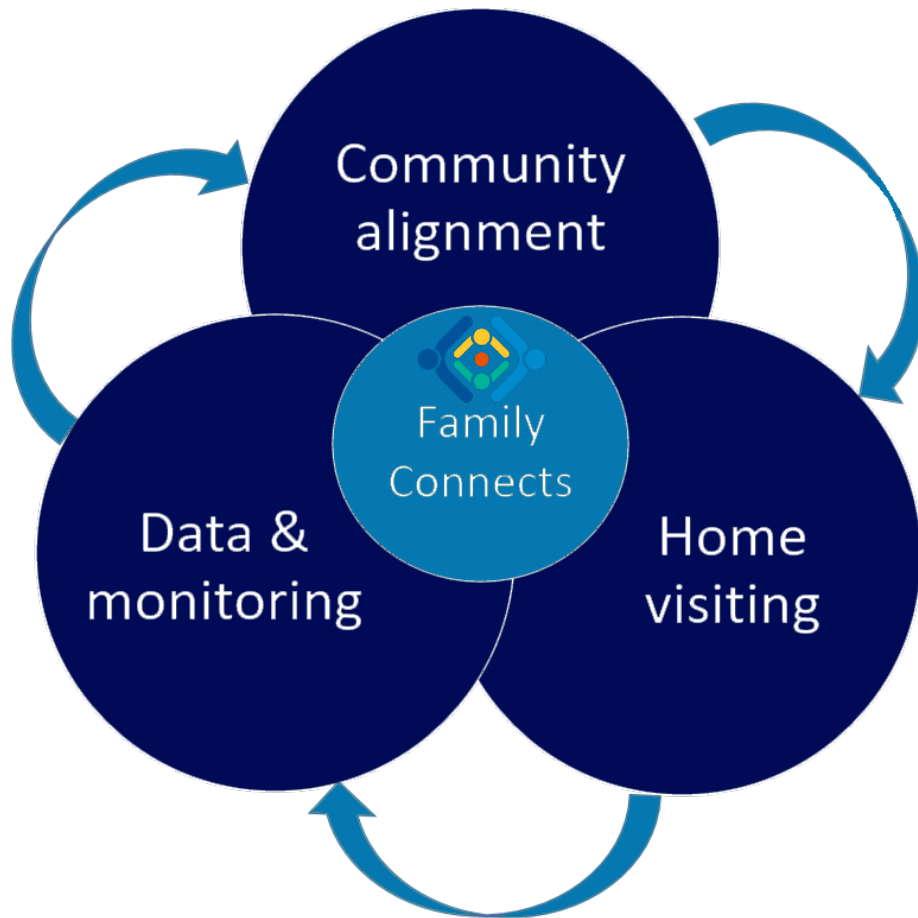 Community
alignment
Family
Connects
Data &
monitoring
Home
visiting